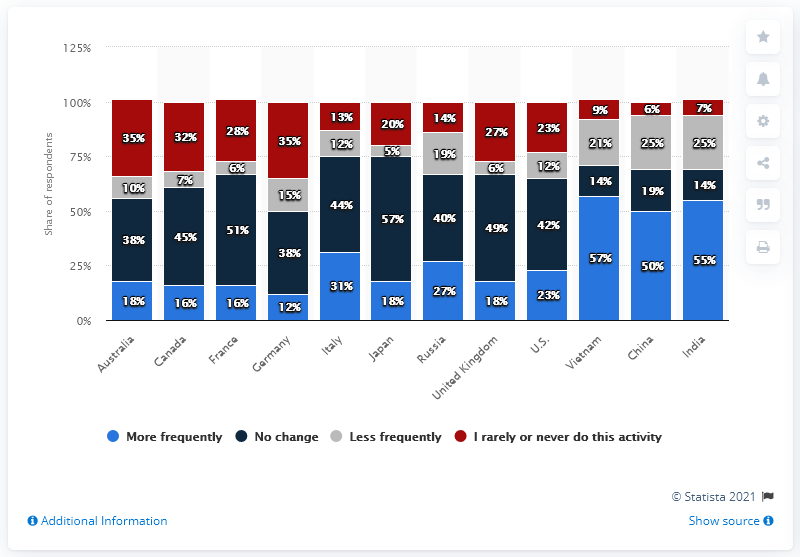 125%
100%
75%
50%
25%
0%
Share of respondents
35% 32% 28% 35% 13% 20% 14% 27% 23% 9% 6% 7%
10% 7% 6% 15% 12% 5% 19% 6% 12% 21% 25% 25%
38% 45% 51% 38% 44% 57% 40% 49% 42% 14% 19% 14%
18% 16% 16% 12% 31% 18% 27% 18% 23% 57% 50% 55%
Australia Canada France Germany Italy Japan Russia United Kingdom U.S. Vietnam China India
More frequently No change Less frequently I rarely or never do this activity
© Statista 2021
Additional Information Show source